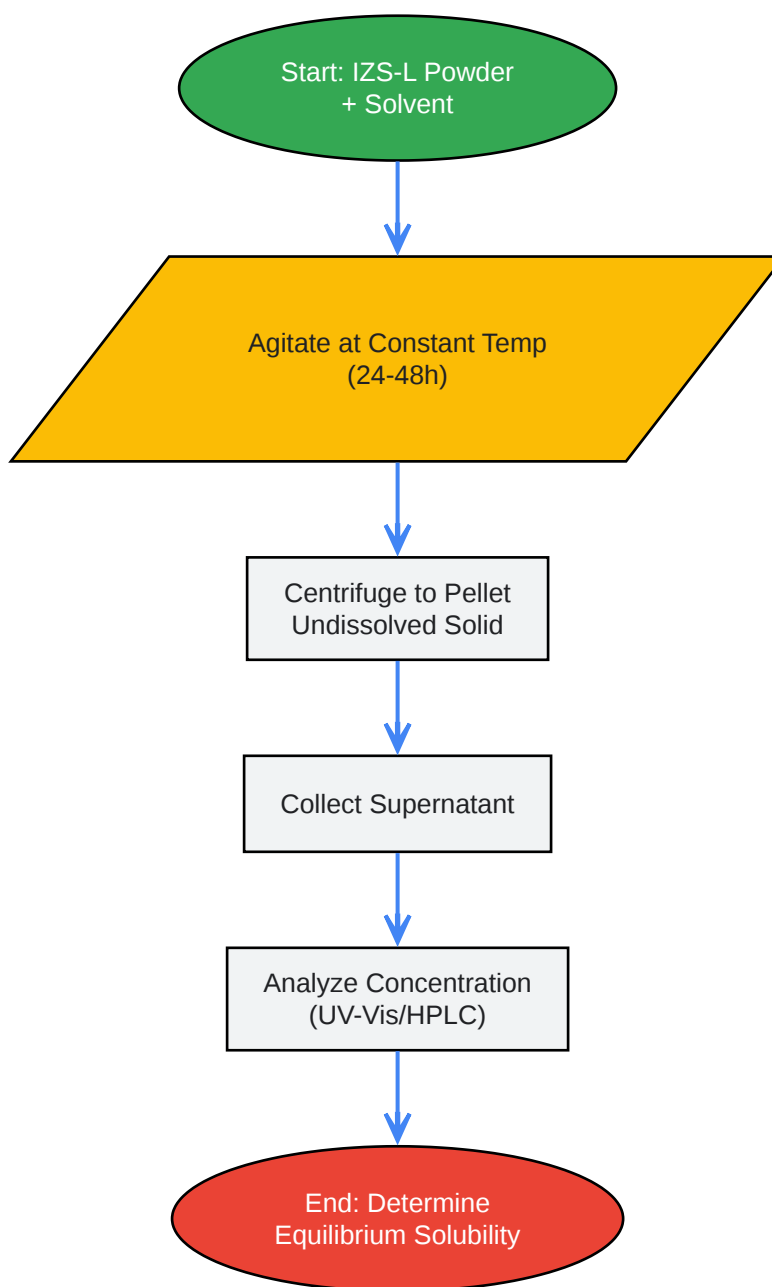 Start: IZS-L Powder
+ Solvent
Agitate at Constant Temp
(24-48h)
Centrifuge to Pellet
Undissolved Solid
Collect Supernatant
Analyze Concentration
(UV-Vis/HPLC)
End: Determine
Equilibrium Solubility